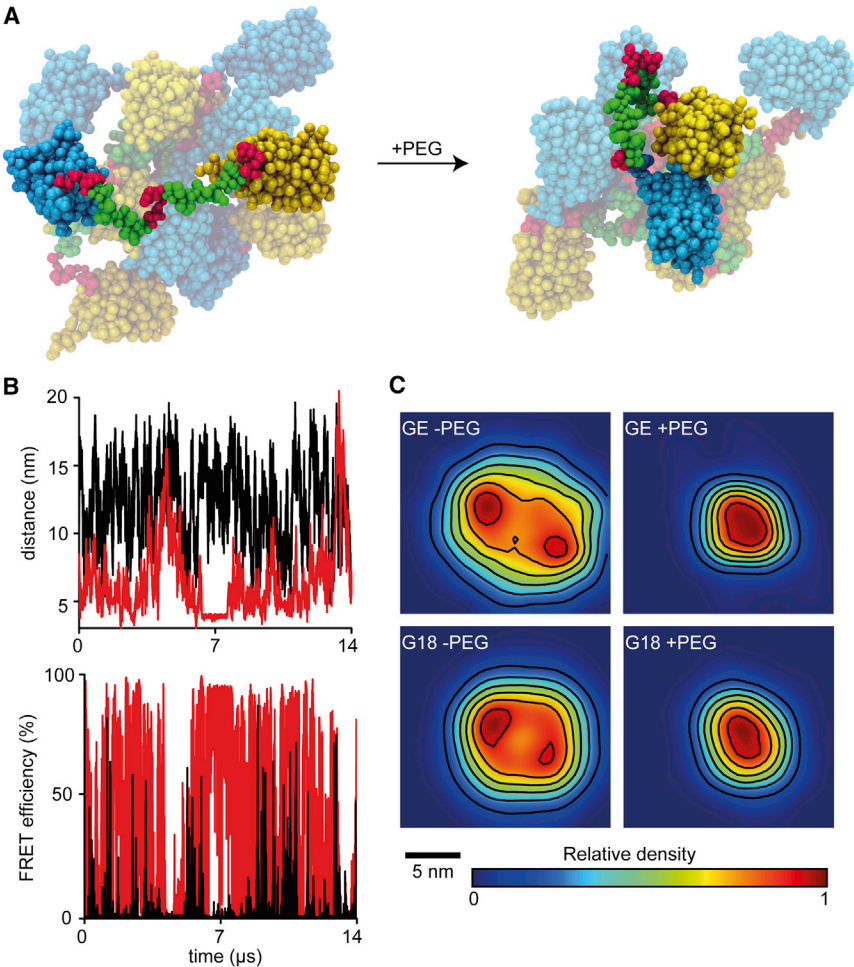 A
+PEG
B
20
15
10
5
distance (nm)
0
7
14
100
50
0
FRET efficiency (%)
0
7
14
time (µs)
C
GE -PEG
GE +PEG
G18 -PEG
G18 +PEG
5 nm
Relative density
0
1